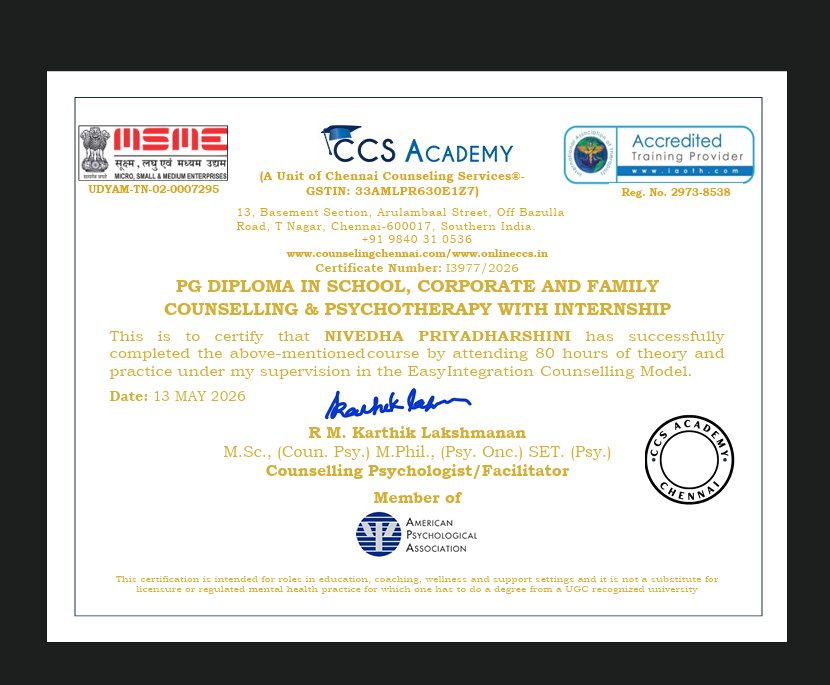 msme
सूक्ष्म, लघु एवं मध्यम उद्यम
MICRO, SMALL & MEDIUM ENTERPRISES
UDYAM-TN-02-0007295
CCS ACADEMY
(A Unit of Chennai Counseling Services®-
GSTIN: 33AMLPR630E1Z7)
International Association of Therapists
Accredited
Training Provider
www.iaoth.com
Reg. No. 2973-8538
13, Basement Section, Arulambaal Street, Off Bazulla
Road, T Nagar, Chennai-600017, Southern India.
+91 9840 31 0536
www.counselingchennai.com/www.onlineccs.in
Certificate Number: I3977/2026
PG DIPLOMA IN SCHOOL, CORPORATE AND FAMILY
COUNSELLING & PSYCHOTHERAPY WITH INTERNSHIP
This is to certify that NIVEDHA PRIYADHARSHINI has successfully
completed the above-mentioned course by attending 80 hours of theory and
practice under my supervision in the EasyIntegration Counselling Model.
Date: 13 MAY 2026
R M. Karthik Lakshmanan
M.Sc., (Coun. Psy.) M.Phil., (Psy. Onc.) SET. (Psy.)
Counselling Psychologist/Facilitator
CCS ACADEMY
CHENNAI
Member of
AMERICAN
PSYCHOLOGICAL
ASSOCIATION
This certification is intended for roles in education, coaching, wellness and support settings and it is not a substitute for
licensure or regulated mental health practice for which one has to do a degree from a UGC recognized university